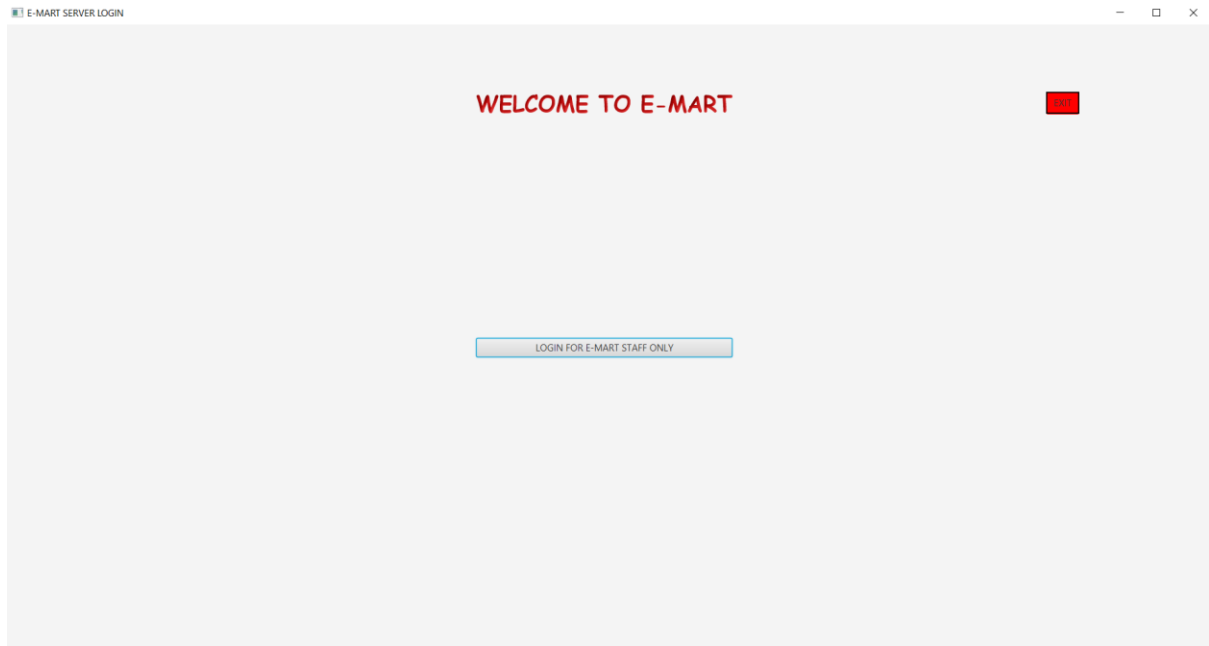 E-MART SERVER LOGIN
WELCOME TO E-MART
EXIT
LOGIN FOR E-MART STAFF ONLY